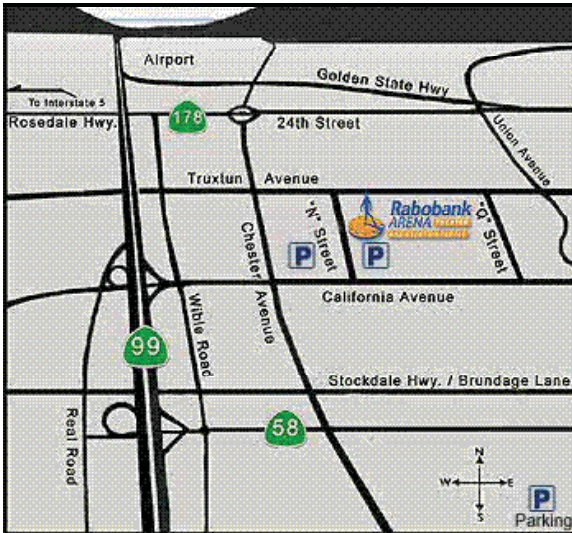 Airport
Golden State Hwy
To Interstate 5
Rosedale Hwy.
178
24th Street
Union Avenue
Truxtun Avenue
"N" Street
Rabobank
ARENA
"Q" Street
P
P
Chester Avenue
California Avenue
Wible Road
99
Stockdale Hwy. / Brundage Lane
Real Road
58
N
W
E
S
P
Parking